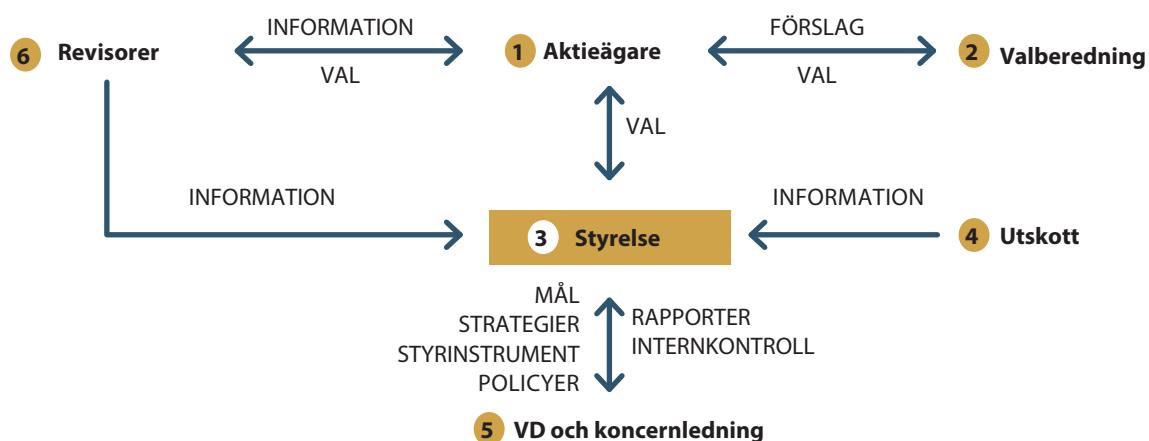 INFORMATION
FÖRSLAG
6 Revisorer
1 Aktieägare
2 Valberedning
VAL
VAL
VAL
INFORMATION
INFORMATION
3 Styrelse
4 Utskott
MÅL
STRATEGIER
STYRINSTRUMENT
POLICYER
RAPPORTER
INTERNKONTROLL
5 VD och koncernledning